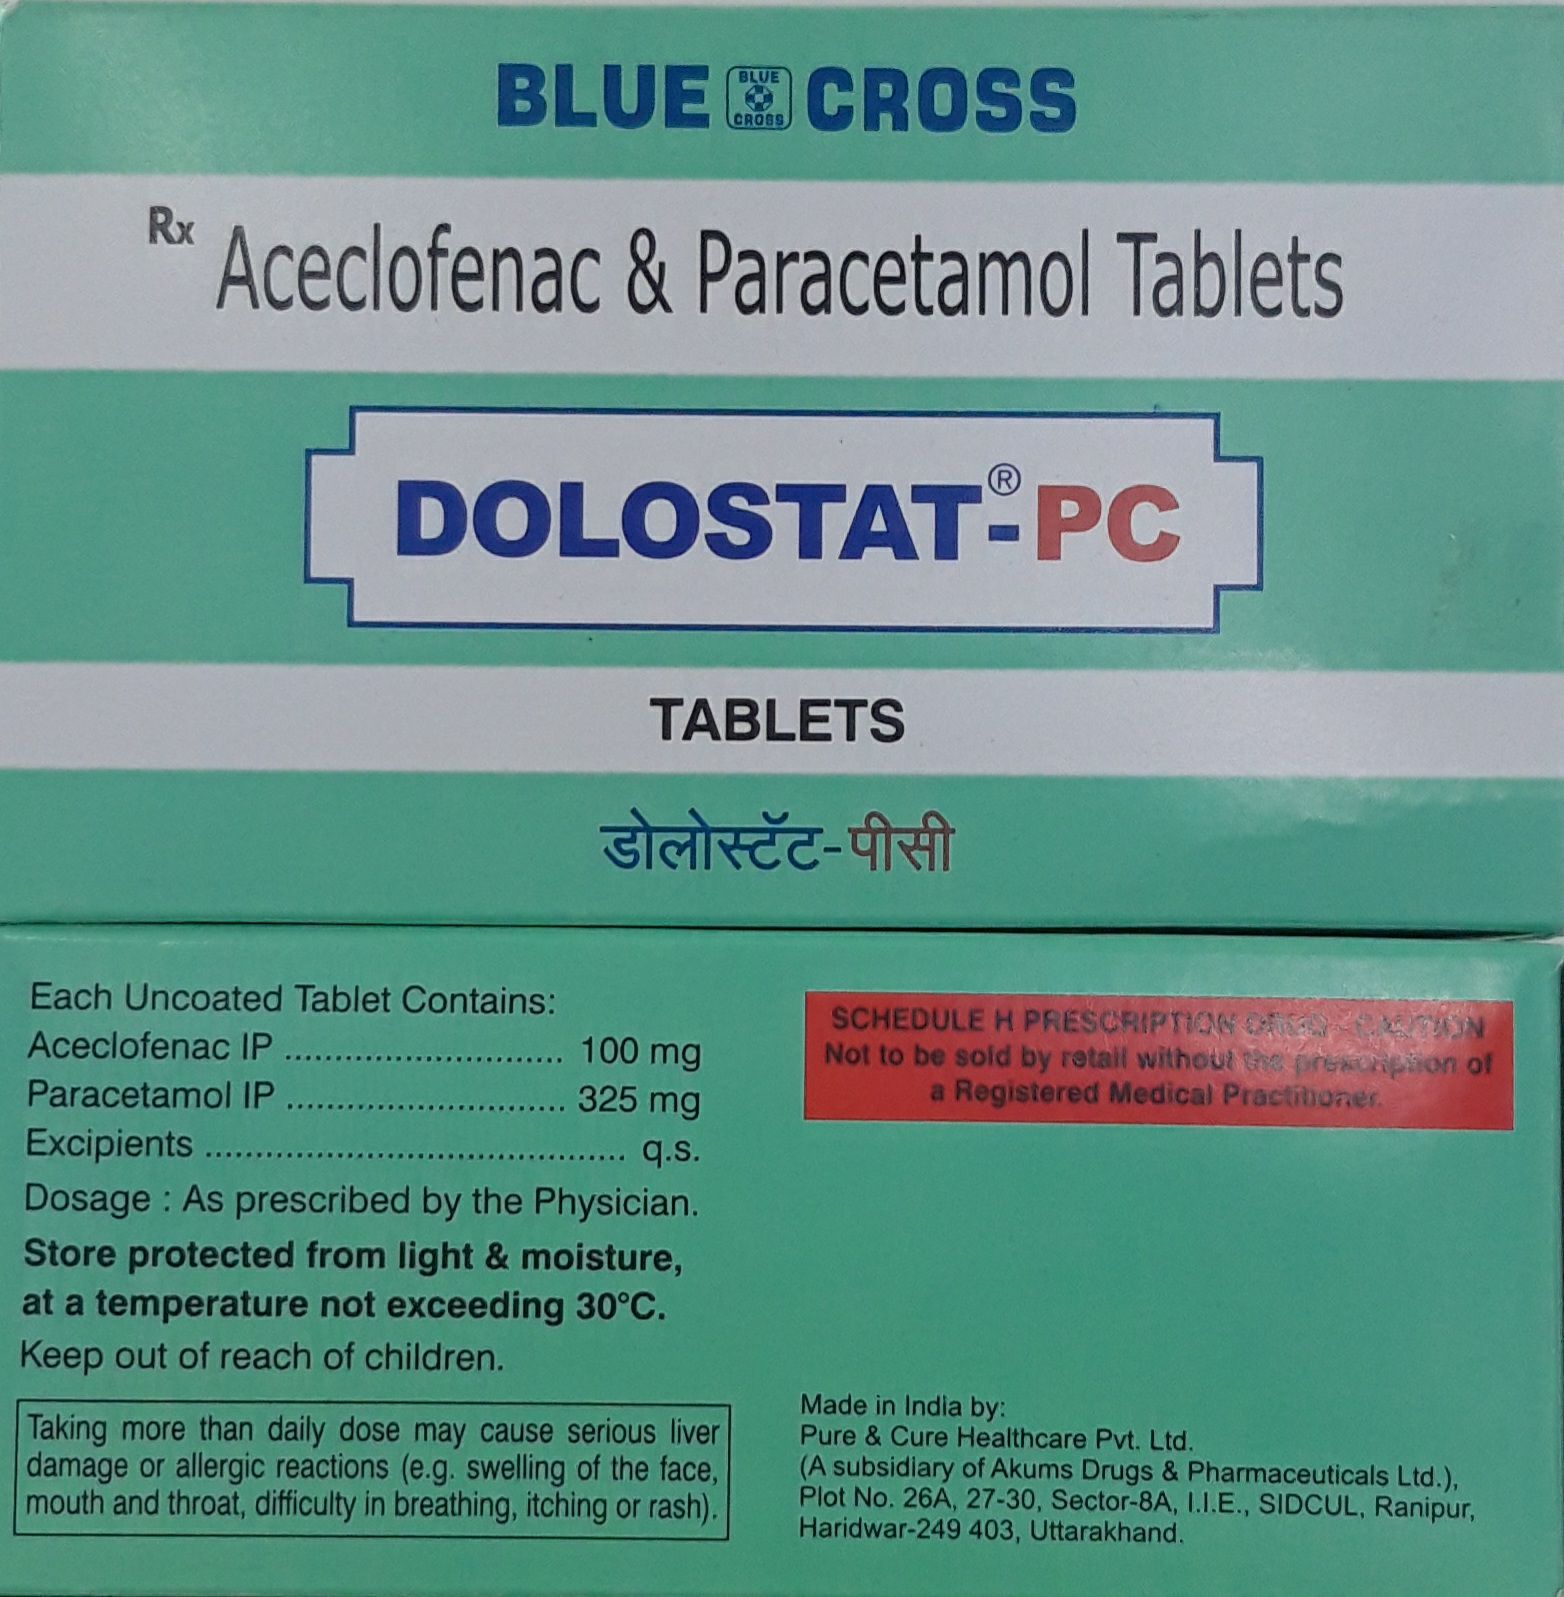 BLUE BLUE CROSS CROSS
Rx Aceclofenac & Paracetamol Tablets
DOLOSTAT®-PC
TABLETS
डोलोस्टॅट-पीसी
Each Uncoated Tablet Contains:
Aceclofenac IP ........................... 100 mg
Paracetamol IP ........................... 325 mg
Excipients ......................................... q.s.
Dosage : As prescribed by the Physician.
Store protected from light & moisture,
at a temperature not exceeding 30°C.
Keep out of reach of children.
Taking more than daily dose may cause serious liver
damage or allergic reactions (e.g. swelling of the face,
mouth and throat, difficulty in breathing, itching or rash).
SCHEDULE H PRESCRIPTION DRUG - CAUTION
Not to be sold by retail without the prescription of
a Registered Medical Practitioner.
Made in India by:
Pure & Cure Healthcare Pvt. Ltd.
(A subsidiary of Akums Drugs & Pharmaceuticals Ltd.),
Plot No. 26A, 27-30, Sector-8A, I.I.E., SIDCUL, Ranipur,
Haridwar-249 403, Uttarakhand.